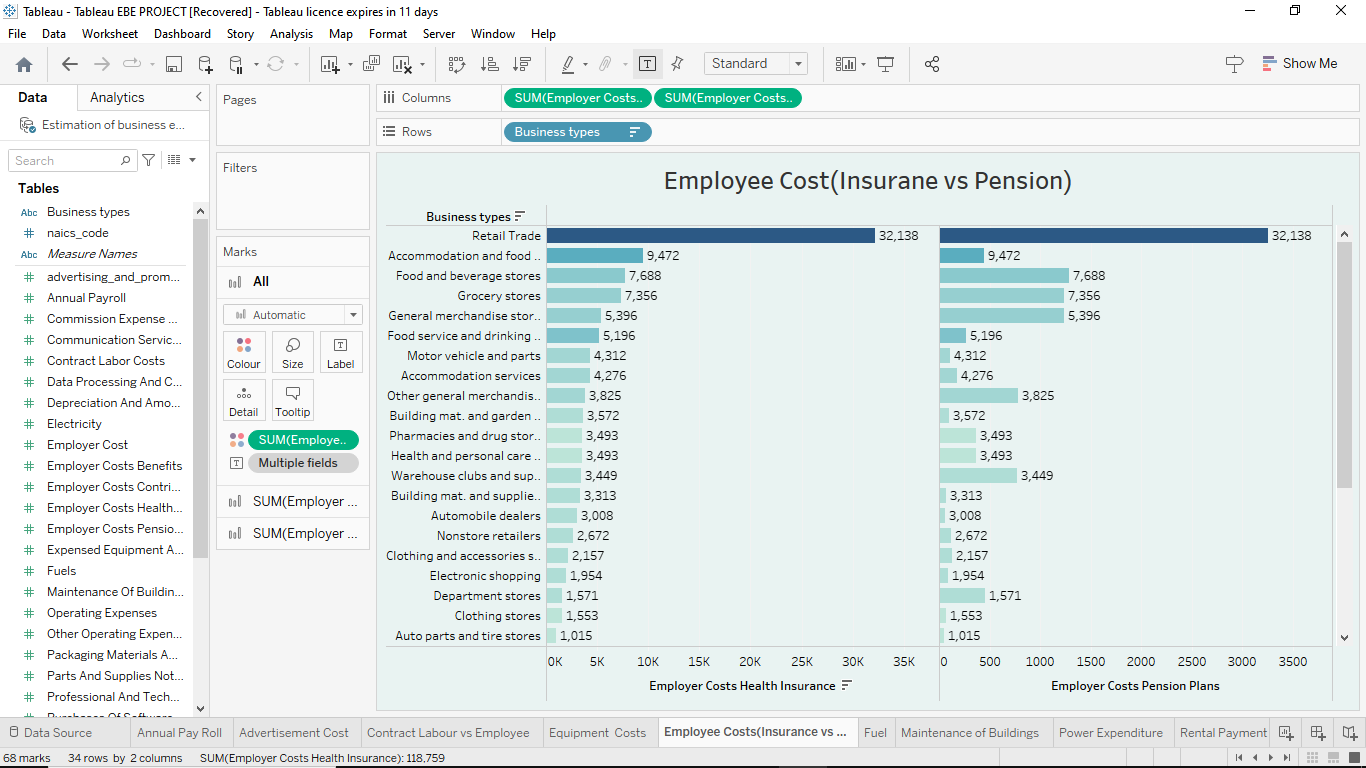 Tableau - Tableau EBE PROJECT [Recovered] - Tableau licence expires in 11 days
File Data Worksheet Dashboard Story Analysis Map Format Server Window Help
Standard
Show Me
Data Analytics
Estimation of business e...
Search
Tables
Abc Business types
naics_code
Abc Measure Names
advertising_and_prom...
Annual Payroll
Commission Expense ...
Communication Servic...
Contract Labor Costs
Data Processing And C...
Depreciation And Amo...
Electricity
Employer Cost
Employer Costs Benefits
Employer Costs Contri...
Employer Costs Health...
Employer Costs Pensio...
Expensed Equipment A...
Fuels
Maintenance Of Buildin...
Operating Expenses
Other Operating Expen...
Packaging Materials A...
Parts And Supplies Not...
Professional And Tech...
Purchase Of Software
Pages
Filters
Marks
All
Automatic
Colour Size Label
Detail Tooltip
SUM(Employe..
Multiple fields
SUM(Employer ...
SUM(Employer ...
Columns SUM(Employer Costs.. SUM(Employer Costs..
Rows Business types
Employee Cost(Insurane vs Pension)
Business types
Retail Trade 32,138 32,138
Accommodation and food .. 9,472 9,472
Food and beverage stores 7,688 7,688
Grocery stores 7,356 7,356
General merchandise stor.. 5,396 5,396
Food service and drinking .. 5,196 5,196
Motor vehicle and parts 4,312 4,312
Accommodation services 4,276 4,276
Other general merchandis.. 3,825 3,825
Building mat. and garden .. 3,572 3,572
Pharmacies and drug stor.. 3,493 3,493
Health and personal care .. 3,493 3,493
Warehouse clubs and sup.. 3,449 3,449
Building mat. and supplie.. 3,313 3,313
Automobile dealers 3,008 3,008
Nonstore retailers 2,672 2,672
Clothing and accessories s.. 2,157 2,157
Electronic shopping 1,954 1,954
Department stores 1,571 1,571
Clothing stores 1,553 1,553
Auto parts and tire stores 1,015 1,015
0K 5K 10K 15K 20K 25K 30K 35K 0 500 1000 1500 2000 2500 3000 3500
Employer Costs Health Insurance Employer Costs Pension Plans
Data Source Annual Pay Roll Advertisement Cost Contract Labour vs Employee Equipment Costs Employee Costs(Insurance vs ... Fuel Maintenance of Buildings Power Expenditure Rental Payment
68 marks 34 rows by 2 columns SUM(Employer Costs Health Insurance): 118,759